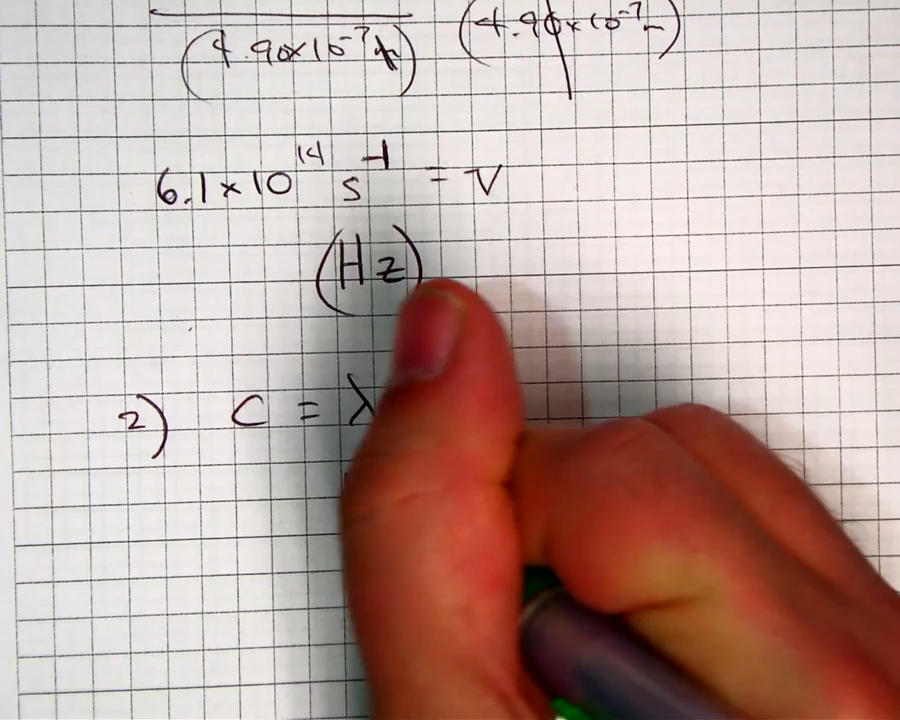 (4.90×10⁻⁷m) (4.90×10⁻⁷m)
6.1×10¹⁴ s⁻¹ = ν
(Hz)
2) C = λ